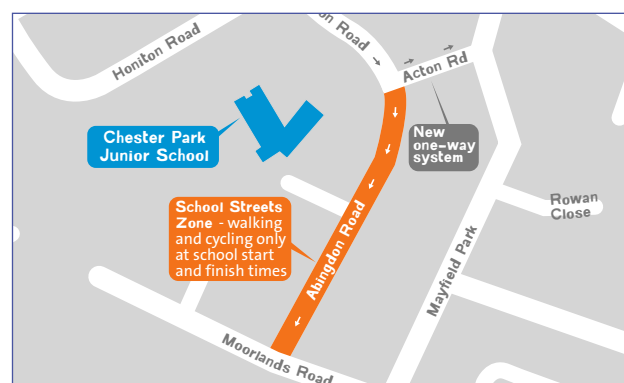 Honiton Road
on Road
Acton Rd
Chester Park
Junior School
New
one-way
system
School Streets
Zone - walking
and cycling only
at school start
and finish times
Abingdon Road
Rowan
Close
Mayfield Park
Moorlands Road